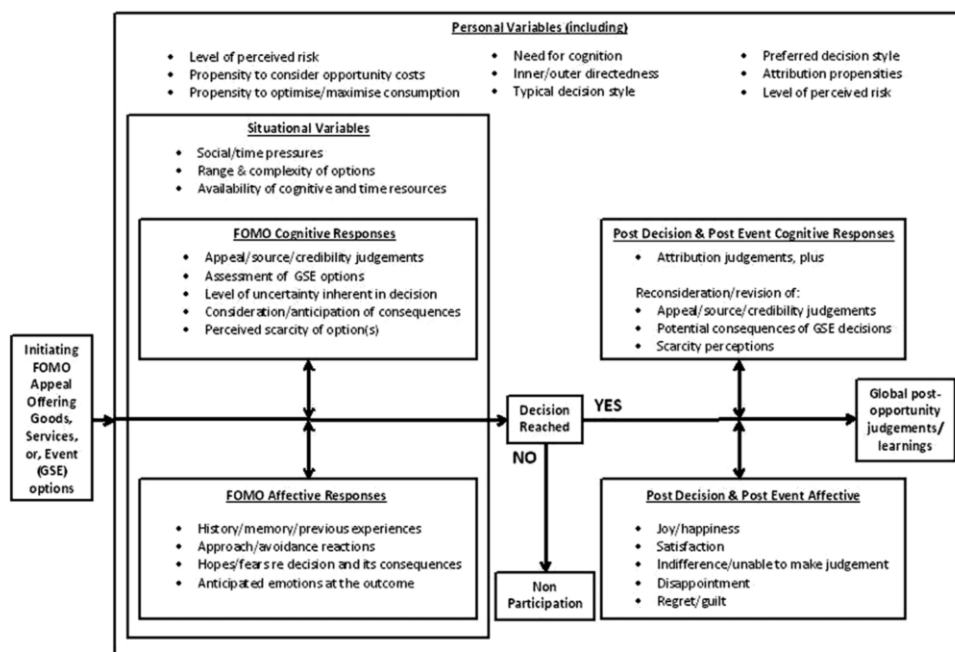 Personal Variables (including)
• Level of perceived risk
• Propensity to consider opportunity costs
• Propensity to optimise/maximise consumption
• Need for cognition
• Inner/outer directedness
• Typical decision style
• Preferred decision style
• Attribution propensities
• Level of perceived risk
Situational Variables
• Social/time pressures
• Range & complexity of options
• Availability of cognitive and time resources
FOMO Cognitive Responses
• Appeal/source/credibility judgements
• Assessment of GSE options
• Level of uncertainty inherent in decision
• Consideration/anticipation of consequences
• Perceived scarcity of option(s)
Initiating
FOMO
Appeal
Offering
Goods,
Services,
or, Event
(GSE)
options
FOMO Affective Responses
• History/memory/previous experiences
• Approach/avoidance reactions
• Hopes/fears re decision and its consequences
• Anticipated emotions at the outcome
Decision
Reached
YES
NO
Non
Participation
Post Decision & Post Event Cognitive Responses
• Attribution judgements, plus
Reconsideration/revision of:
• Appeal/source/credibility judgements
• Potential consequences of GSE decisions
• Scarcity perceptions
Global post-
opportunity
judgements/
learnings
Post Decision & Post Event Affective
• Joy/happiness
• Satisfaction
• Indifference/unable to make judgement
• Disappointment
• Regret/guilt